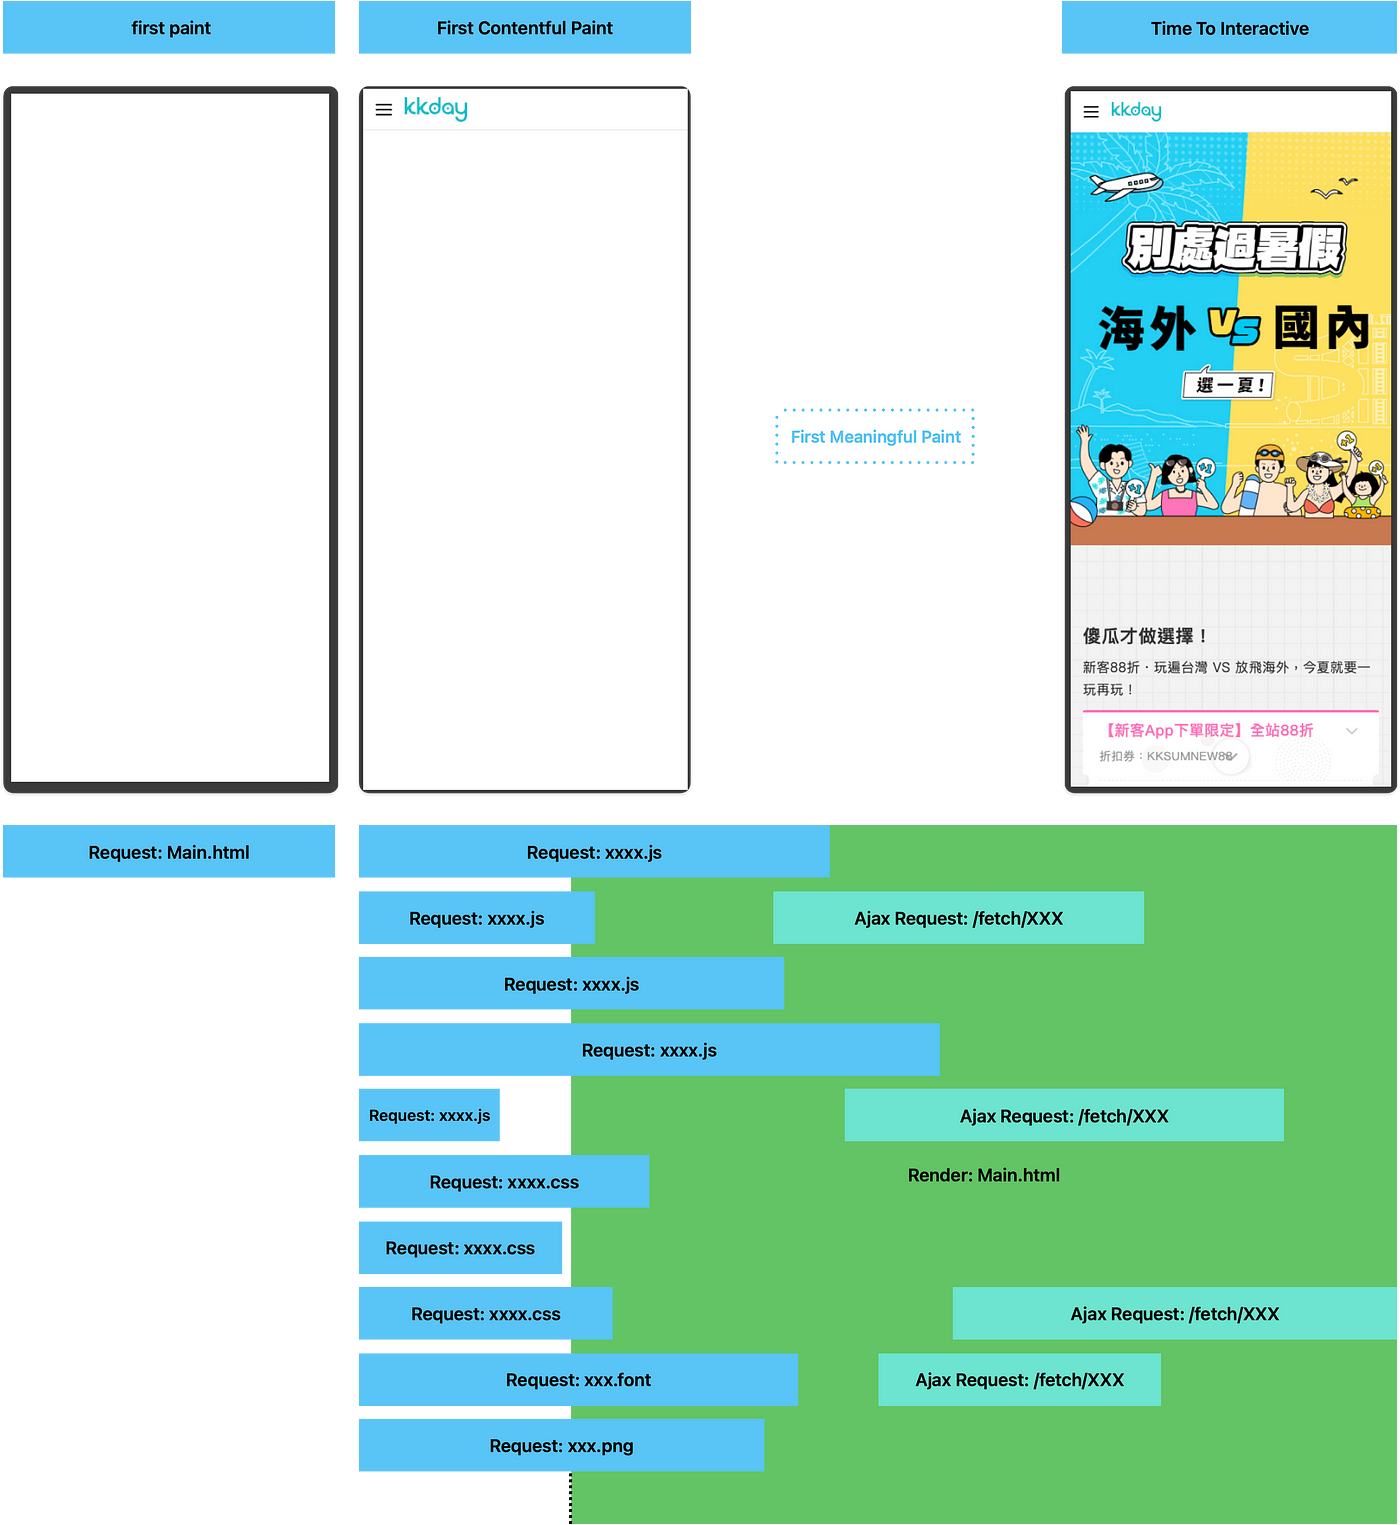 first paint
First Contentful Paint
Time To Interactive
kkday
kkday
別處過暑假
海外 VS 國內
選一夏!
+1
+1
+1
+1
First Meaningful Paint
傻瓜才做選擇！
新客88折・玩遍台灣 VS 放飛海外，今夏就要一
玩再玩！
【新客App下單限定】全站88折
折扣券：KKSUMNEW88
Request: Main.html
Request: xxxx.js
Request: xxxx.js
Ajax Request: /fetch/XXX
Request: xxxx.js
Request: xxxx.js
Request: xxxx.js
Ajax Request: /fetch/XXX
Request: xxxx.css
Render: Main.html
Request: xxxx.css
Request: xxxx.css
Ajax Request: /fetch/XXX
Request: xxx.font
Ajax Request: /fetch/XXX
Request: xxx.png